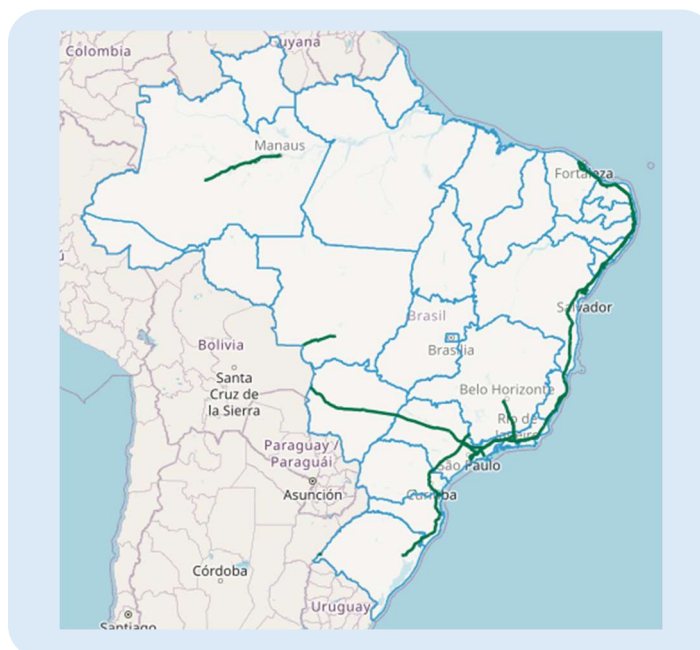 Colombia
uyana
Manaus
Fortaleza
Brasil
Salvador
Bolivia
Brasília
Santa
Cruz de
la Sierra
Belo Horizonte
Rio de
Janeiro
Paraguay /
Paraguái
São Paulo
Asunción
Curitiba
Córdoba
Uruguay
Santiago